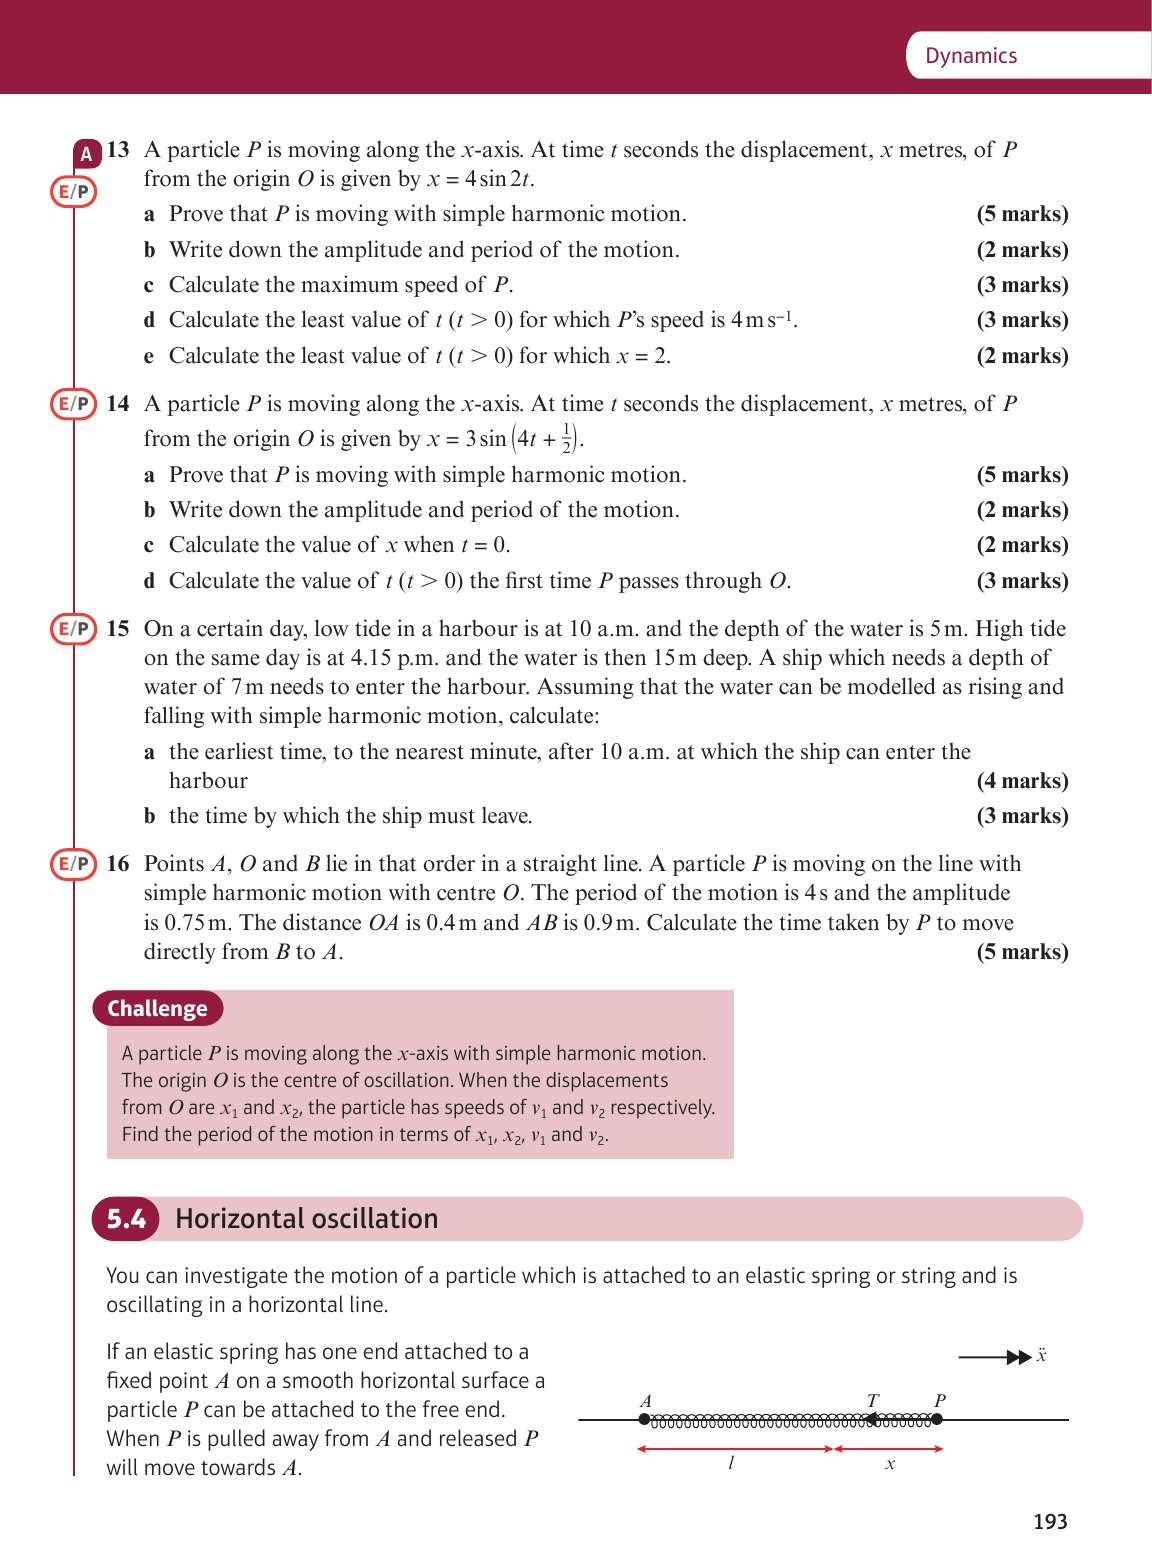 Dynamics
A
E/P 13 A particle P is moving along the x-axis. At time t seconds the displacement, x metres, of P
from the origin O is given by x = 4 sin 2t.
a Prove that P is moving with simple harmonic motion. (5 marks)
b Write down the amplitude and period of the motion. (2 marks)
c Calculate the maximum speed of P. (3 marks)
d Calculate the least value of t (t > 0) for which P's speed is 4 m s⁻¹. (3 marks)
e Calculate the least value of t (t > 0) for which x = 2. (2 marks)
E/P 14 A particle P is moving along the x-axis. At time t seconds the displacement, x metres, of P
from the origin O is given by x = 3 sin (4t + 1/2).
a Prove that P is moving with simple harmonic motion. (5 marks)
b Write down the amplitude and period of the motion. (2 marks)
c Calculate the value of x when t = 0. (2 marks)
d Calculate the value of t (t > 0) the first time P passes through O. (3 marks)
E/P 15 On a certain day, low tide in a harbour is at 10 a.m. and the depth of the water is 5 m. High tide
on the same day is at 4.15 p.m. and the water is then 15 m deep. A ship which needs a depth of
water of 7 m needs to enter the harbour. Assuming that the water can be modelled as rising and
falling with simple harmonic motion, calculate:
a the earliest time, to the nearest minute, after 10 a.m. at which the ship can enter the
harbour (4 marks)
b the time by which the ship must leave. (3 marks)
E/P 16 Points A, O and B lie in that order in a straight line. A particle P is moving on the line with
simple harmonic motion with centre O. The period of the motion is 4 s and the amplitude
is 0.75 m. The distance OA is 0.4 m and AB is 0.9 m. Calculate the time taken by P to move
directly from B to A. (5 marks)
Challenge
A particle P is moving along the x-axis with simple harmonic motion.
The origin O is the centre of oscillation. When the displacements
from O are x₁ and x₂, the particle has speeds of v₁ and v₂ respectively.
Find the period of the motion in terms of x₁, x₂, v₁ and v₂.
5.4 Horizontal oscillation
You can investigate the motion of a particle which is attached to an elastic spring or string and is
oscillating in a horizontal line.
If an elastic spring has one end attached to a
fixed point A on a smooth horizontal surface a
particle P can be attached to the free end.
When P is pulled away from A and released P
will move towards A.
ẍ
A T P
l x
193